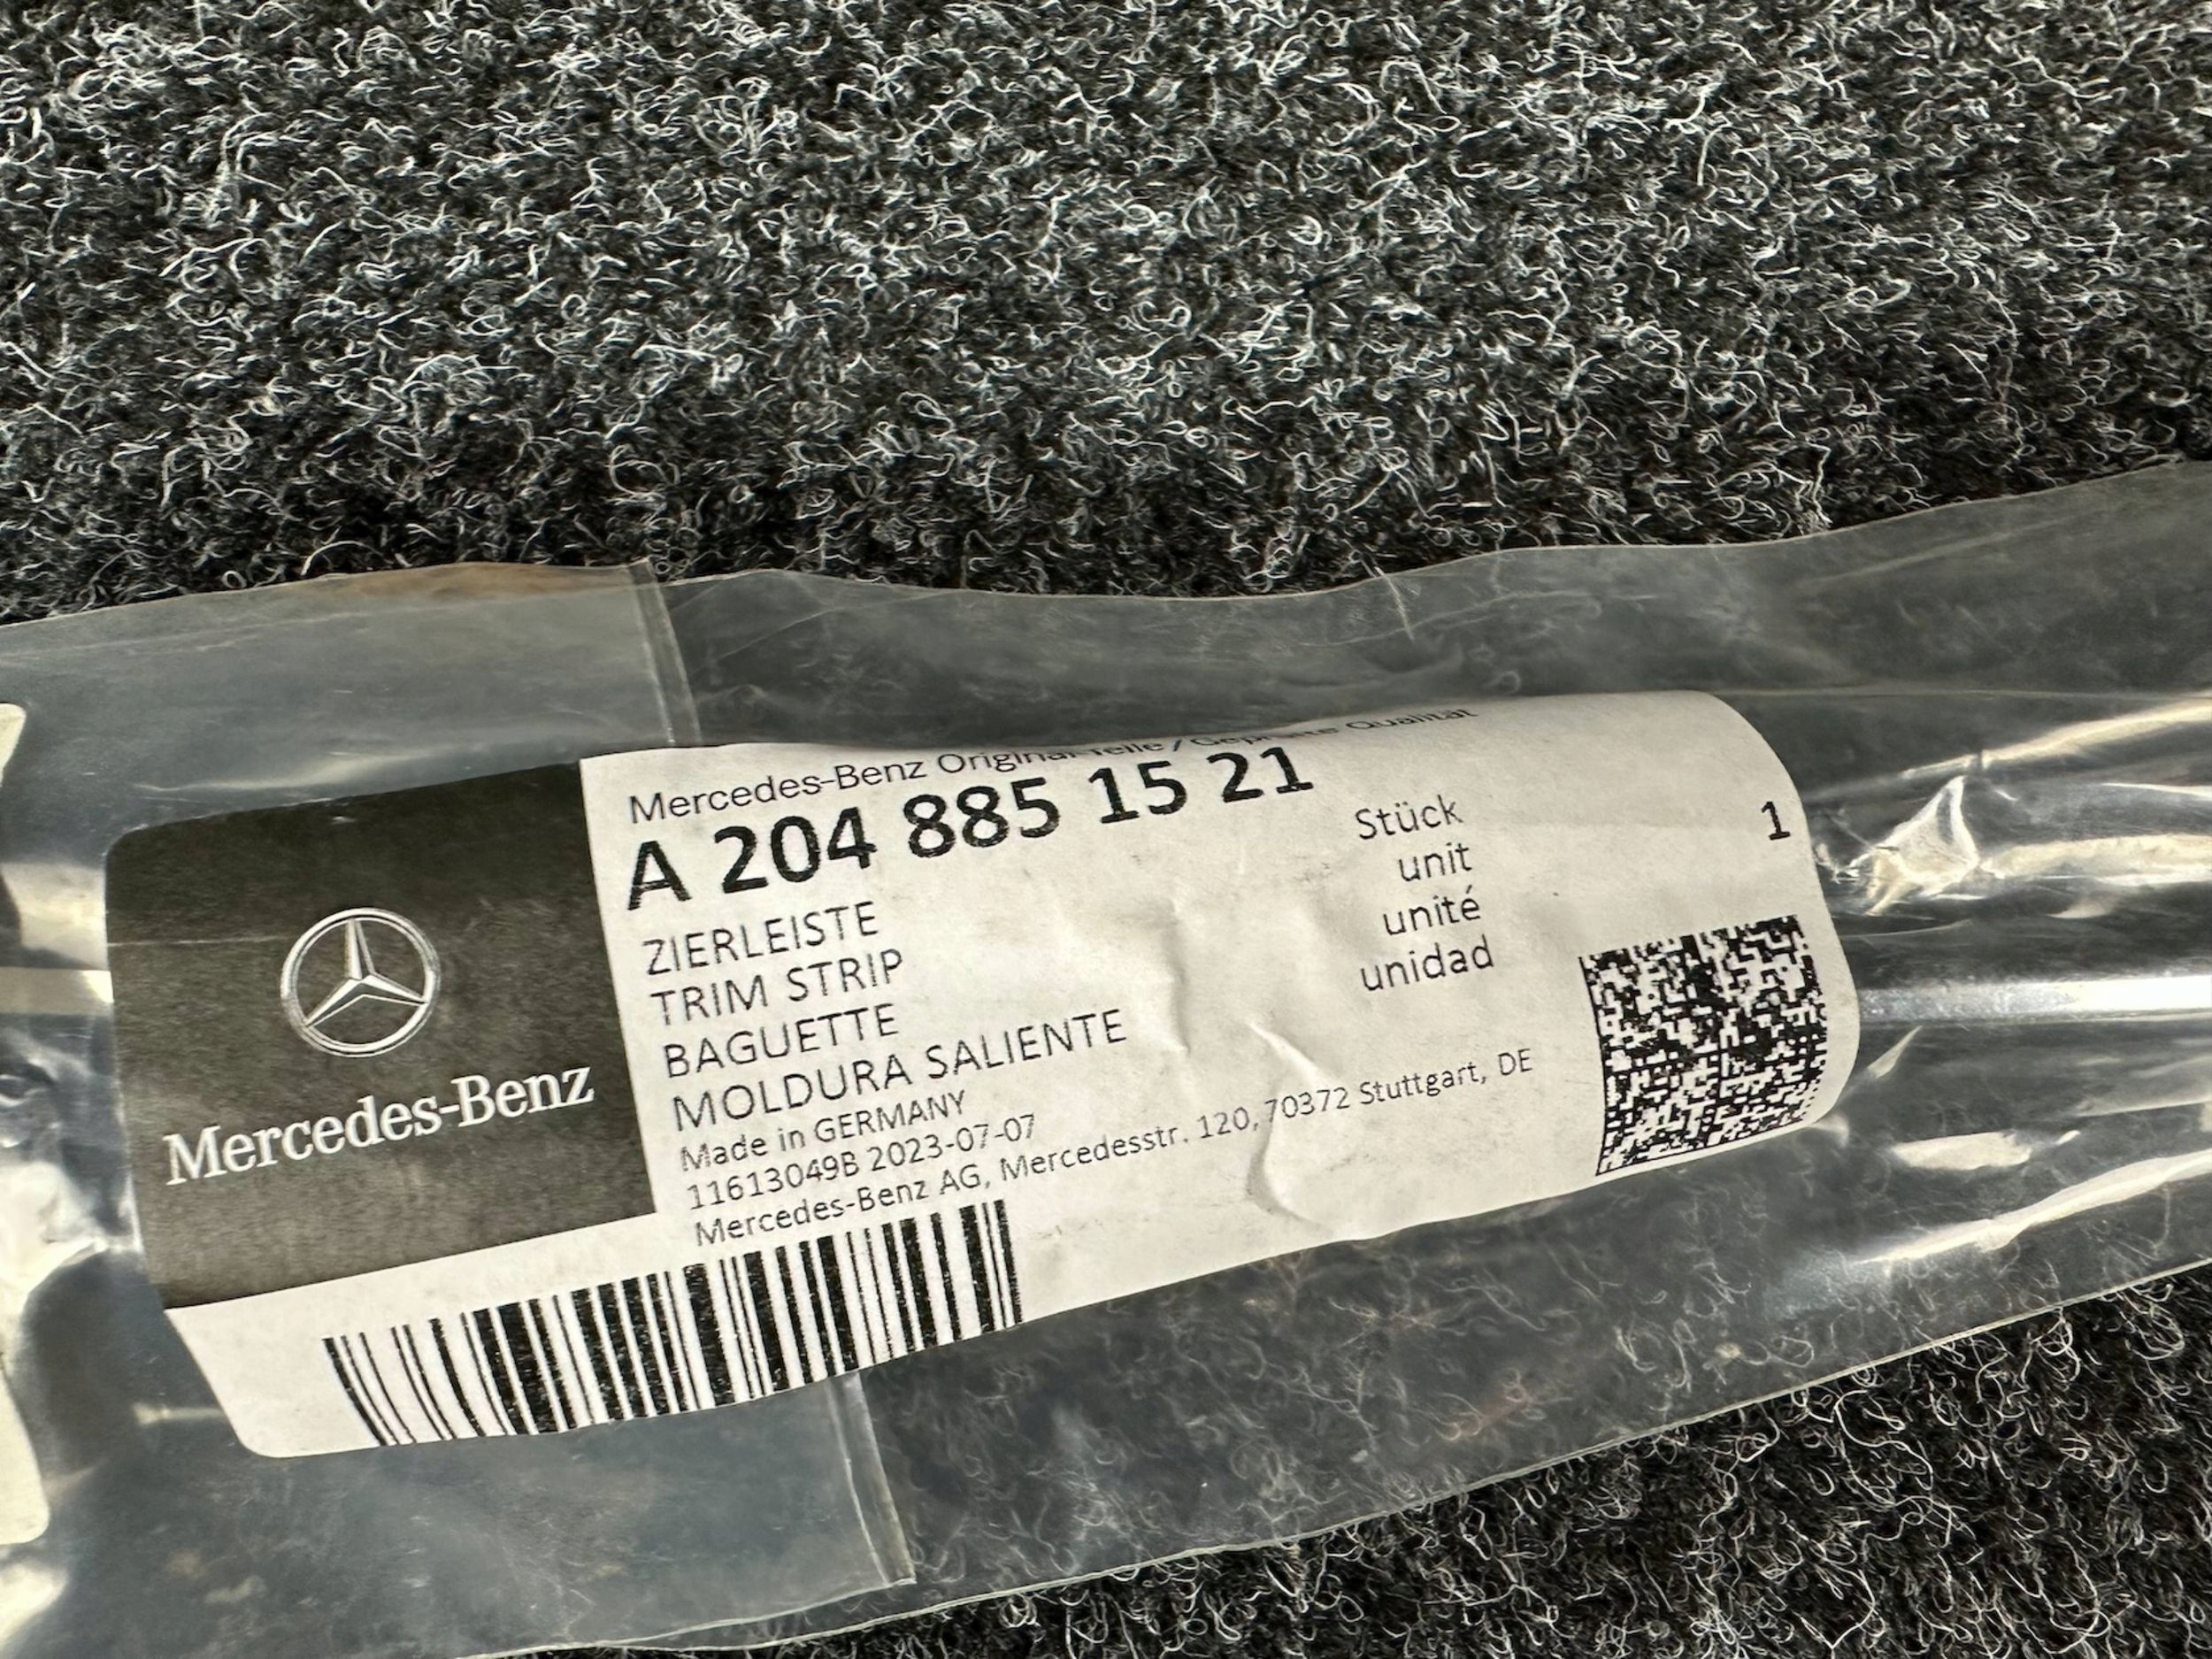 Mercedes-Benz Original-Teile / Geprüfte Qualität
A 204 885 15 21
Stück 1
unit
unité
unidad
ZIERLEISTE
TRIM STRIP
BAGUETTE
MOLDURA SALIENTE
Made in GERMANY
11613049B 2023-07-07
Mercedes-Benz AG, Mercedesstr. 120, 70372 Stuttgart, DE
Mercedes-Benz